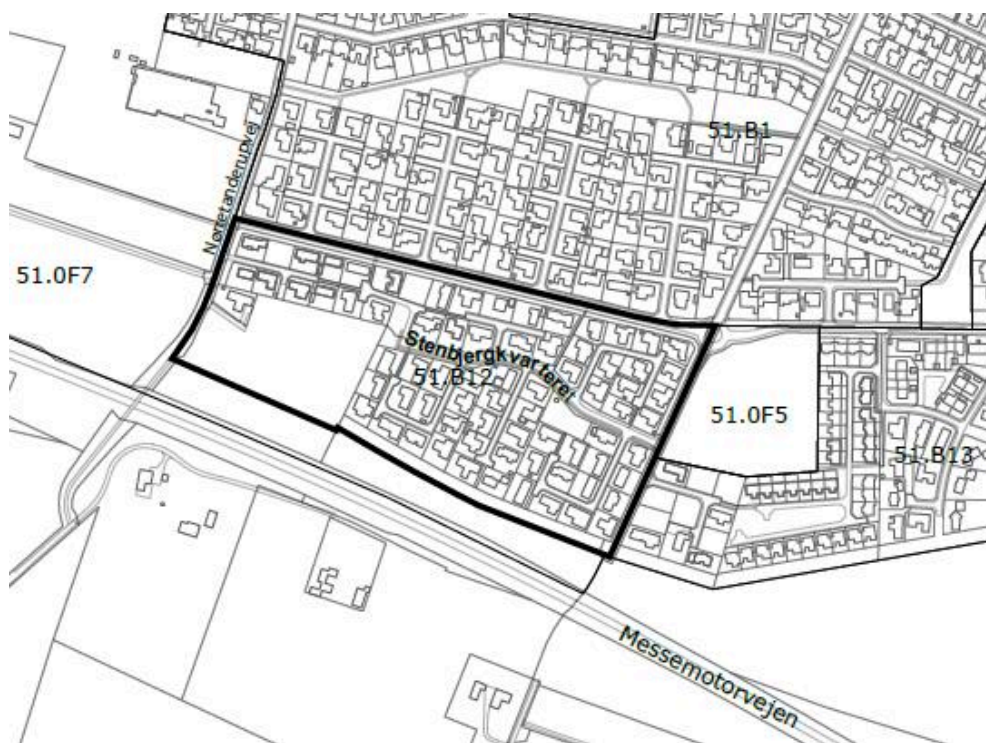 51.B1
Nørretanderupvej
51.0F7
Stenbjergkvarteret
51.B12
51.0F5
51.B13
Messemotorvejen